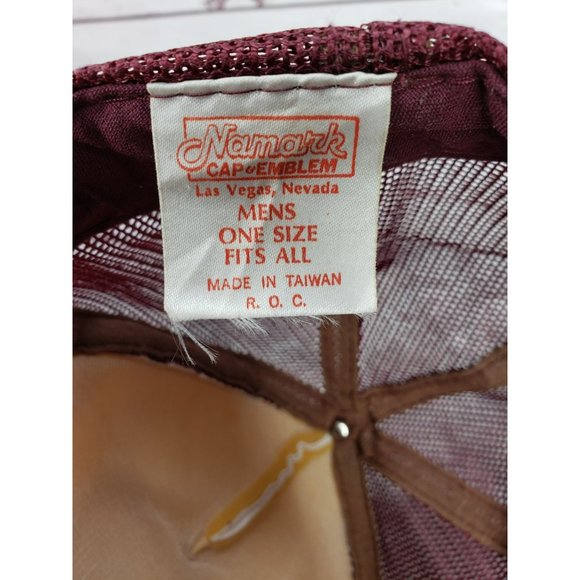 Namark
CAP & EMBLEM
Las Vegas, Nevada
MENS
ONE SIZE
FITS ALL
MADE IN TAIWAN
R. O. C.